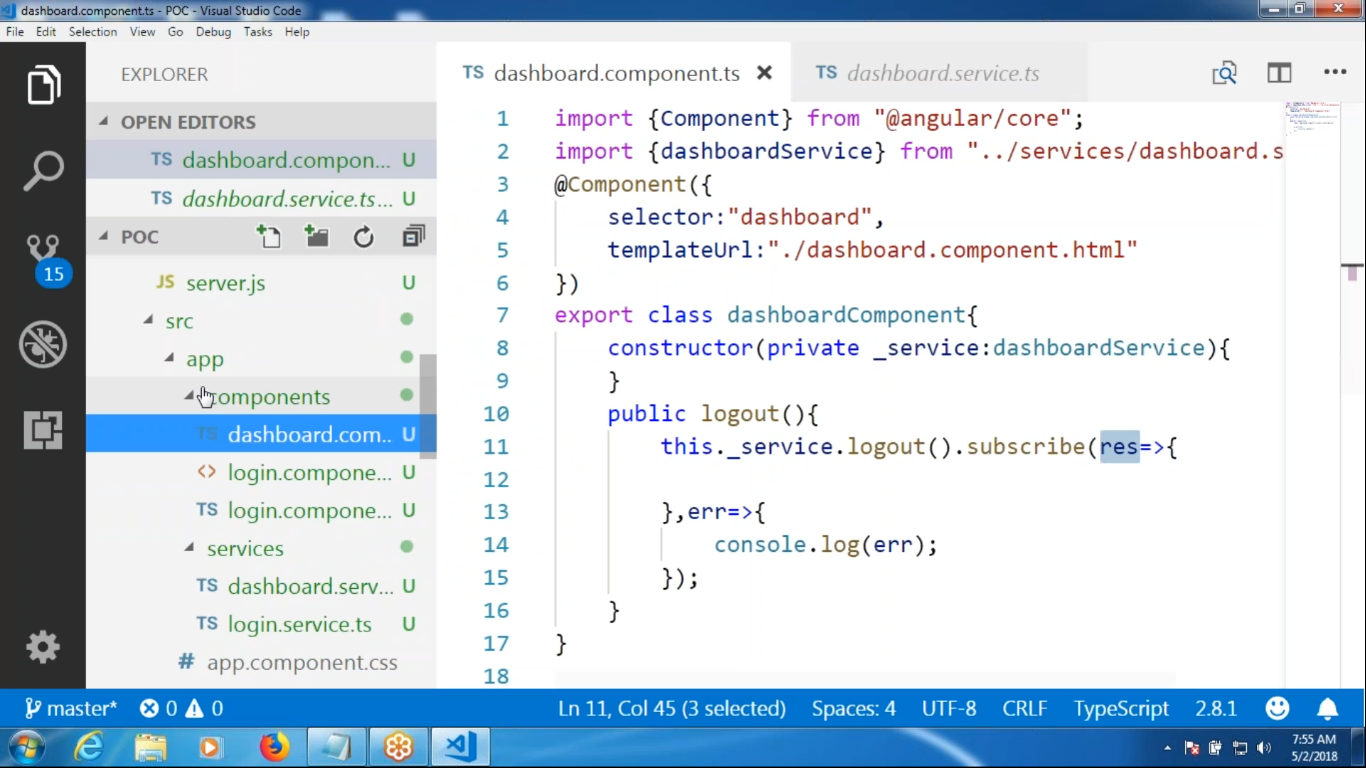 dashboard.component.ts - POC - Visual Studio Code
File Edit Selection View Go Debug Tasks Help
EXPLORER
OPEN EDITORS
TS dashboard.compon... U
TS dashboard.service.ts ... U
POC
JS server.js U
src
app
components
TS dashboard.com.. U
<> login.compone... U
TS login.compone... U
services
TS dashboard.serv... U
TS login.service.ts U
# app.component.css
15
TS dashboard.component.ts TS dashboard.service.ts
1 import {Component} from "@angular/core";
2 import {dashboardService} from "../services/dashboard.s
3 @Component({
4 selector:"dashboard",
5 templateUrl:"./dashboard.component.html"
6 })
7 export class dashboardComponent{
8 constructor(private _service:dashboardService){
9 }
10 public logout(){
11 this._service.logout().subscribe(res=>{
12
13 },err=>{
14 console.log(err);
15 });
16 }
17 }
18
master* 0 0 Ln 11, Col 45 (3 selected) Spaces: 4 UTF-8 CRLF TypeScript 2.8.1
7:55 AM
5/2/2018